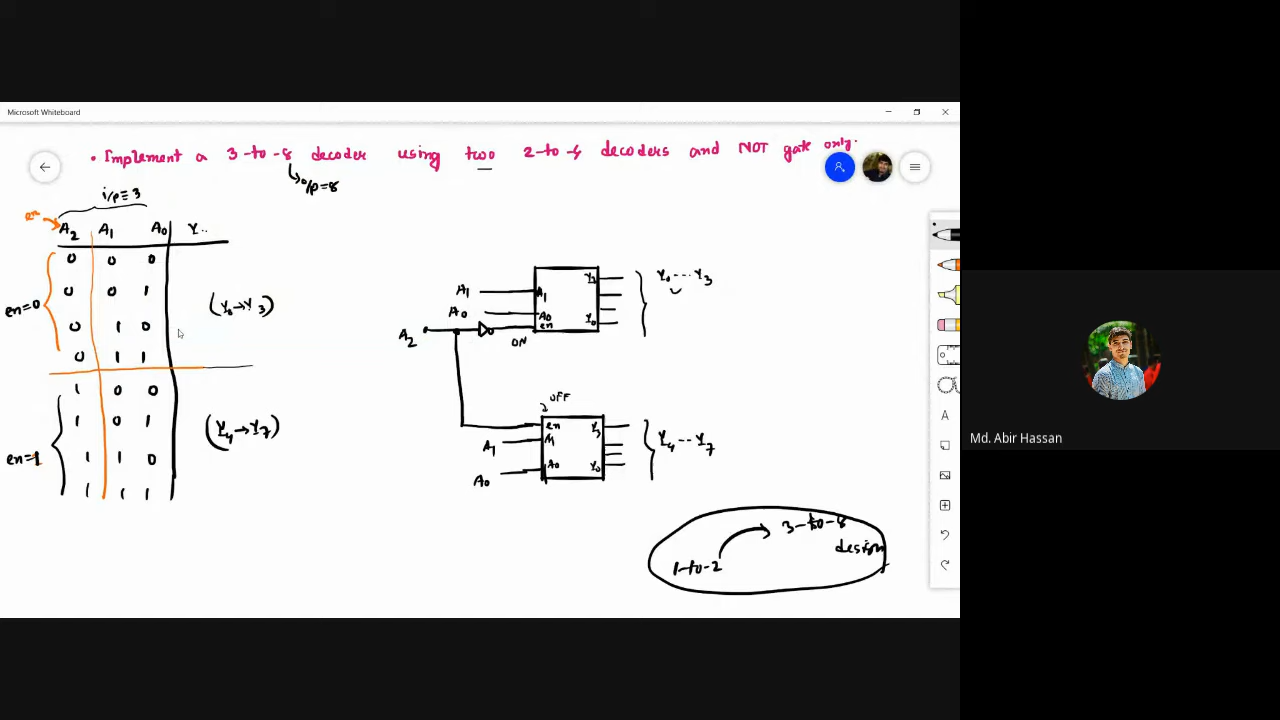 Microsoft Whiteboard
• Implement a 3-to-8 decoder using two 2-to-4 decoders and NOT gate only.
o/p=8
i/p=3
en
A2 A1 A0 Y..
0 0 0
0 0 1
en=0 (Y0→Y3)
0 1 0
0 1 1
1 0 0
1 0 1 (Y4→Y7)
en=1 1 1 0
1 1 1
A1 A1 Y3 Y0---Y3
A0 A0
A2 en Y0
ON
OFF
en Y3 Y4--Y7
A1 A1
A0 A0 Y0
3-to-8
design
1-to-2
A
Md. Abir Hassan